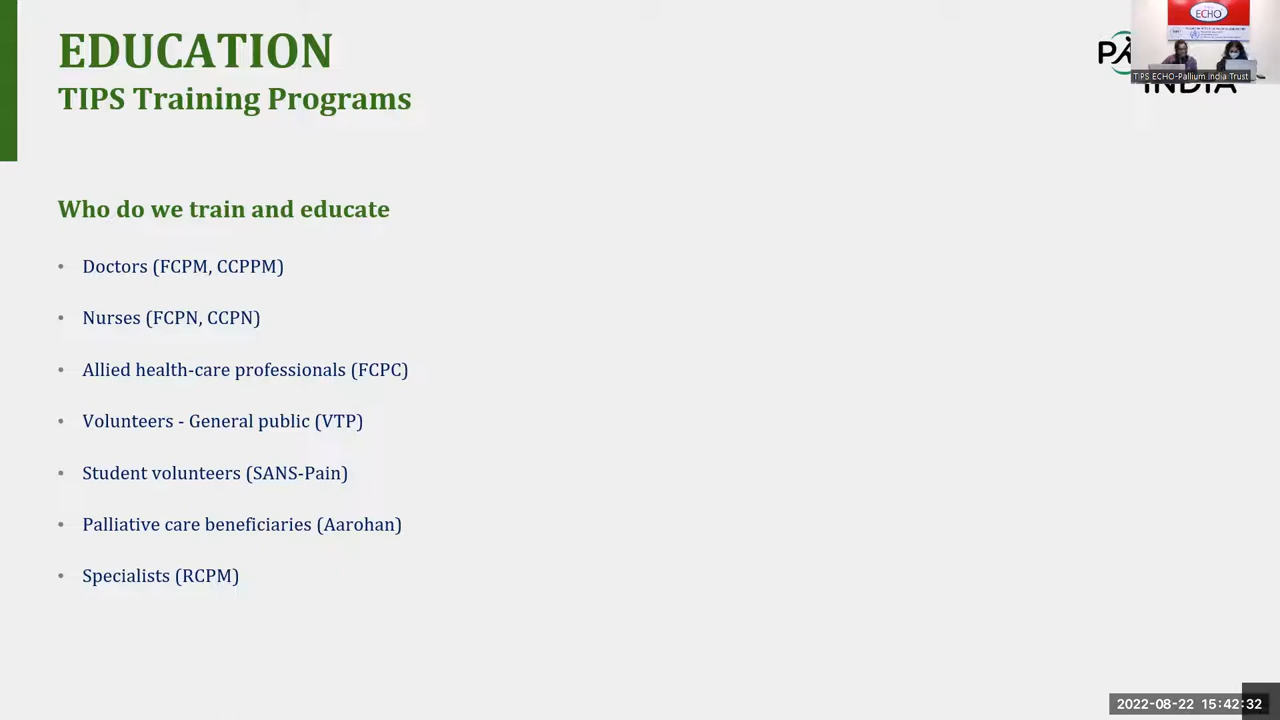 EDUCATION
TIPS Training Programs
Who do we train and educate
• Doctors (FCPM, CCPPM)
• Nurses (FCPN, CCPN)
• Allied health-care professionals (FCPC)
• Volunteers - General public (VTP)
• Student volunteers (SANS-Pain)
• Palliative care beneficiaries (Aarohan)
• Specialists (RCPM)
ECHO
TIPS ECHO-Pallium India Trust
INDIA
2022-08-22 15:42:32